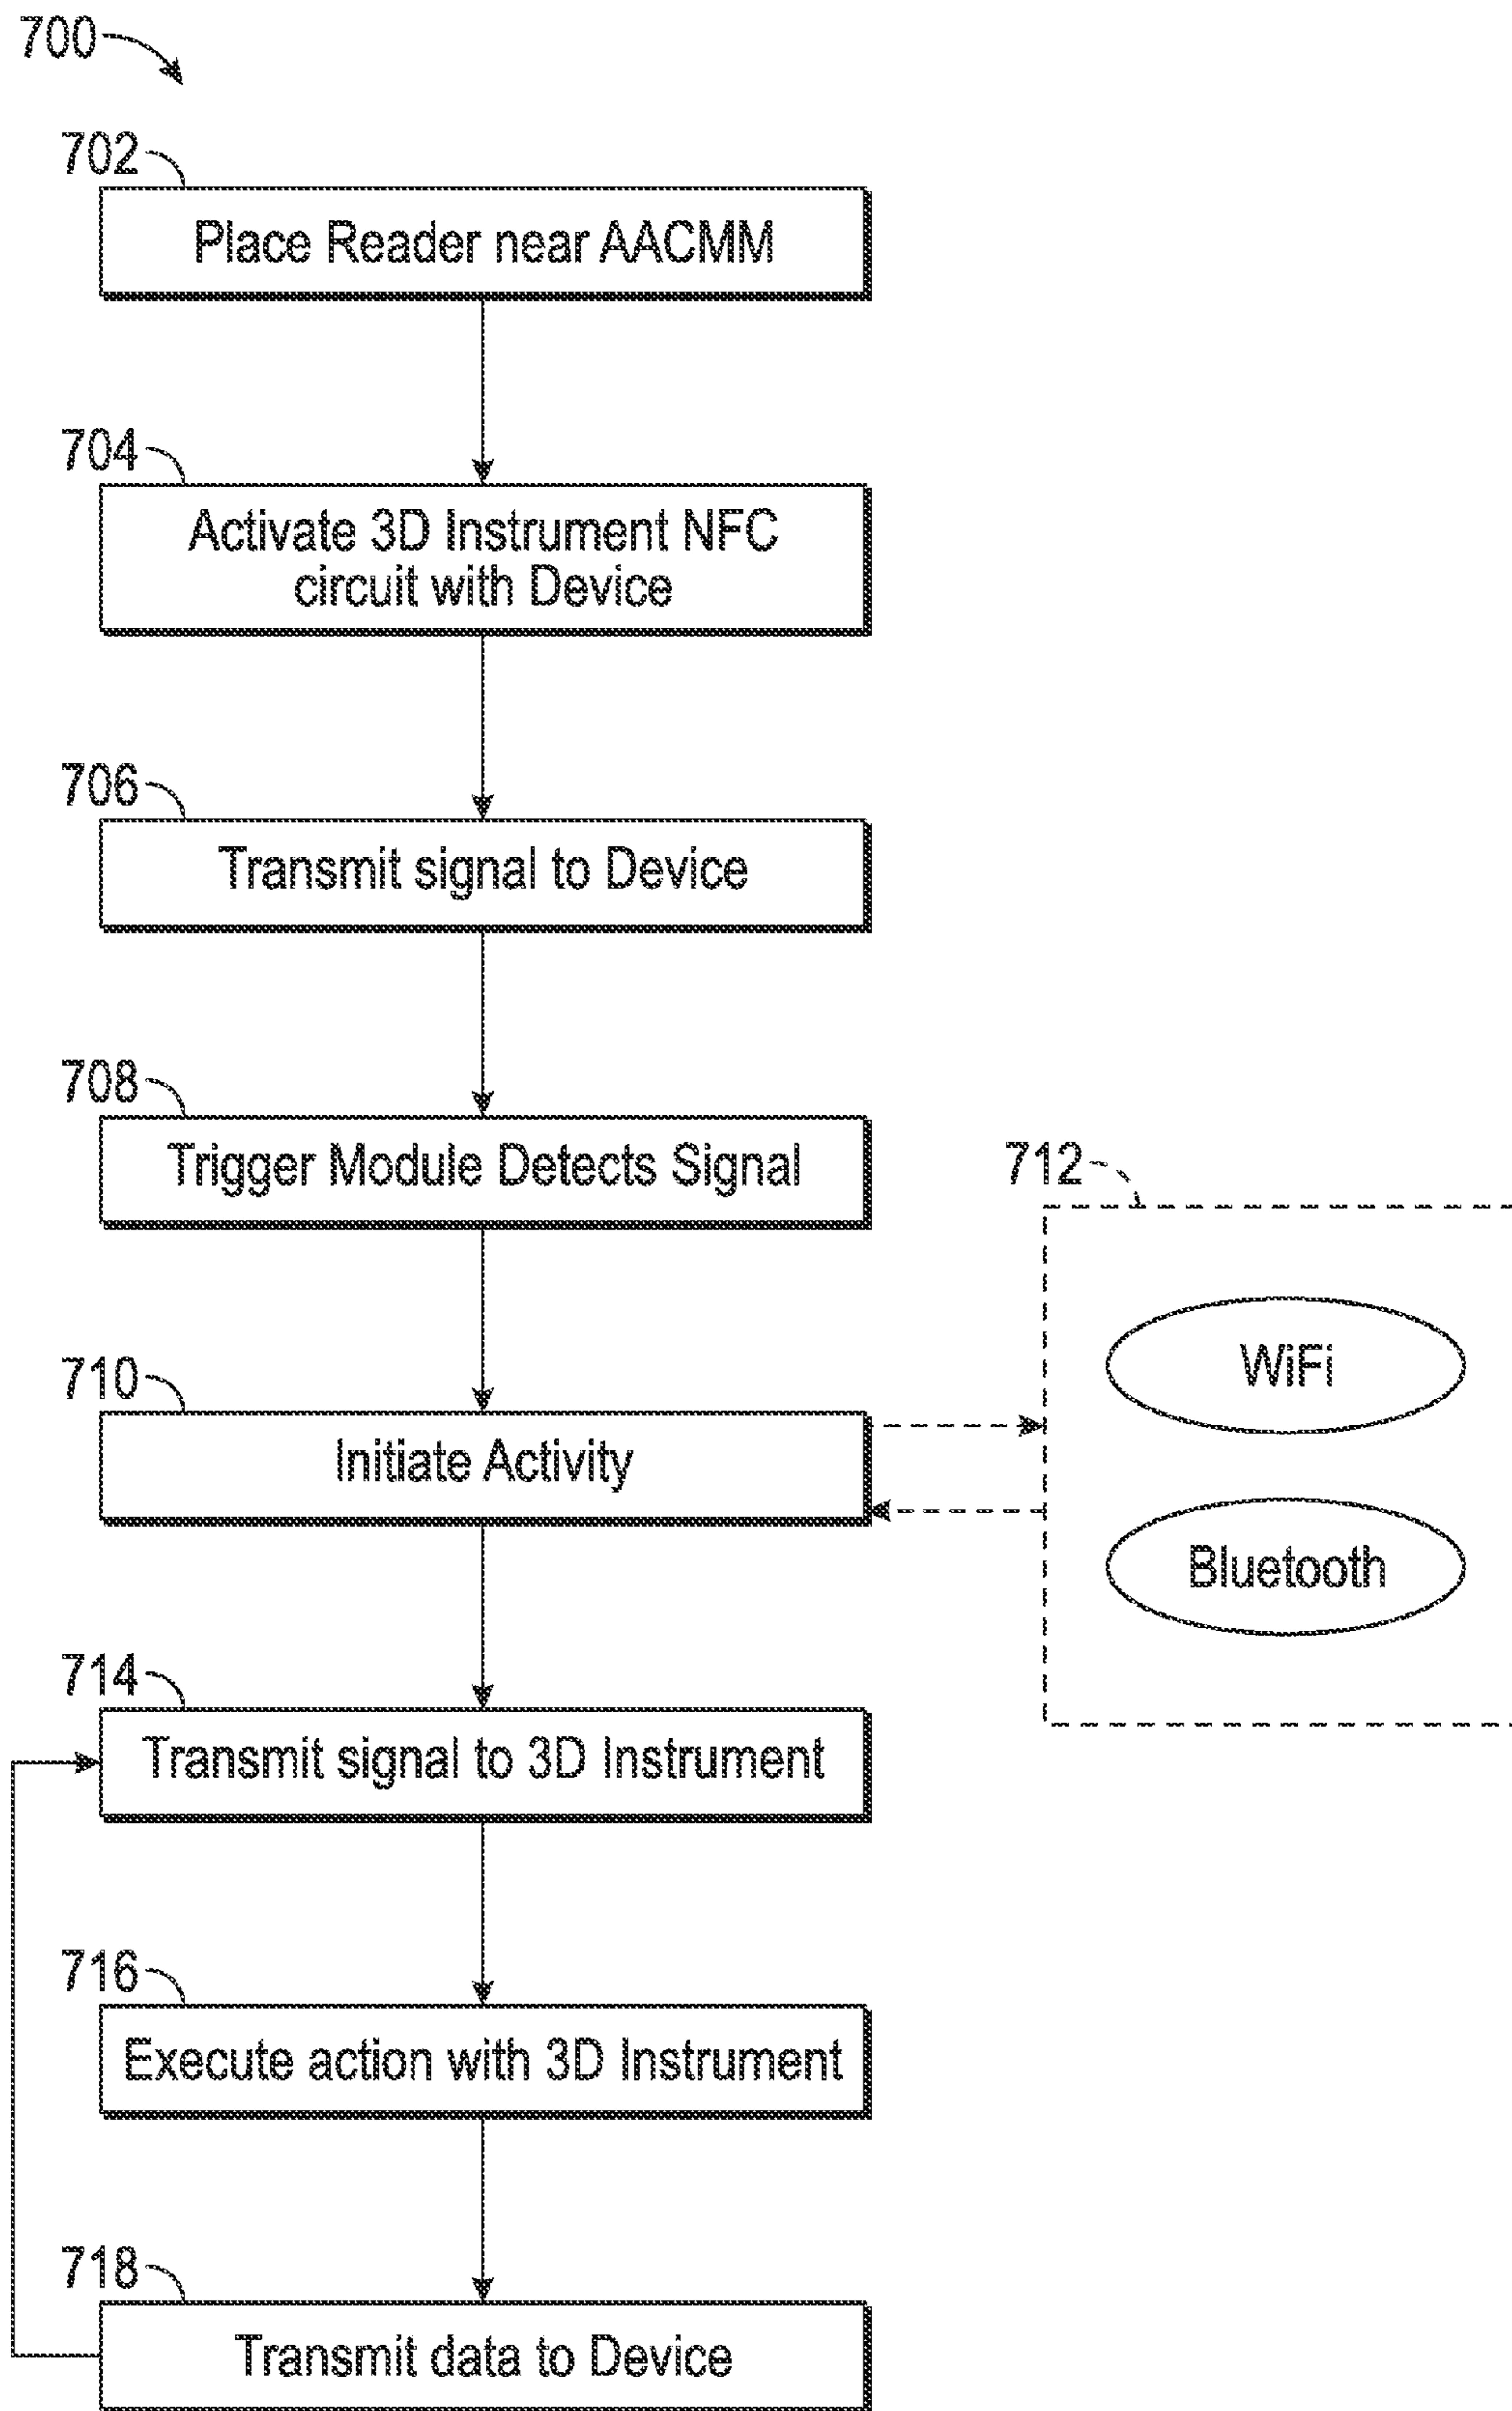 700
702
Place Reader near AACMM
704
Activate 3D Instrument NFC
circuit with Device
706
Transmit signal to Device
708
Trigger Module Detects Signal
712
WiFi
710
Initiate Activity
Bluetooth
714
Transmit signal to 3D Instrument
716
Execute action with 3D Instrument
718
Transmit data to Device